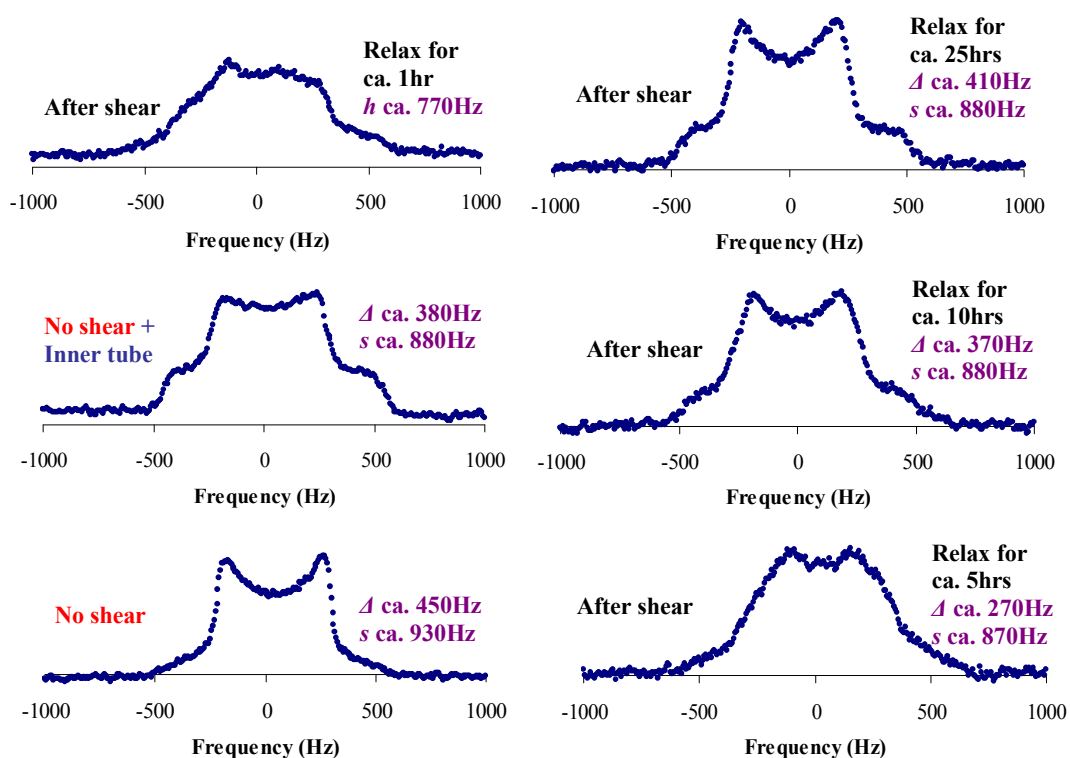 After shear
Relax for
ca. 1hr
h ca. 770Hz
-1000 -500 0 500 1000
Frequency (Hz)
No shear +
Inner tube
Δ ca. 380Hz
s ca. 880Hz
-1000 -500 0 500 1000
Frequency (Hz)
No shear
Δ ca. 450Hz
s ca. 930Hz
-1000 -500 0 500 1000
Frequency (Hz)
After shear
Relax for
ca. 25hrs
Δ ca. 410Hz
s ca. 880Hz
-1000 -500 0 500 1000
Frequency (Hz)
After shear
Relax for
ca. 10hrs
Δ ca. 370Hz
s ca. 880Hz
-1000 -500 0 500 1000
Frequency (Hz)
After shear
Relax for
ca. 5hrs
Δ ca. 270Hz
s ca. 870Hz
-1000 -500 0 500 1000
Frequency (Hz)